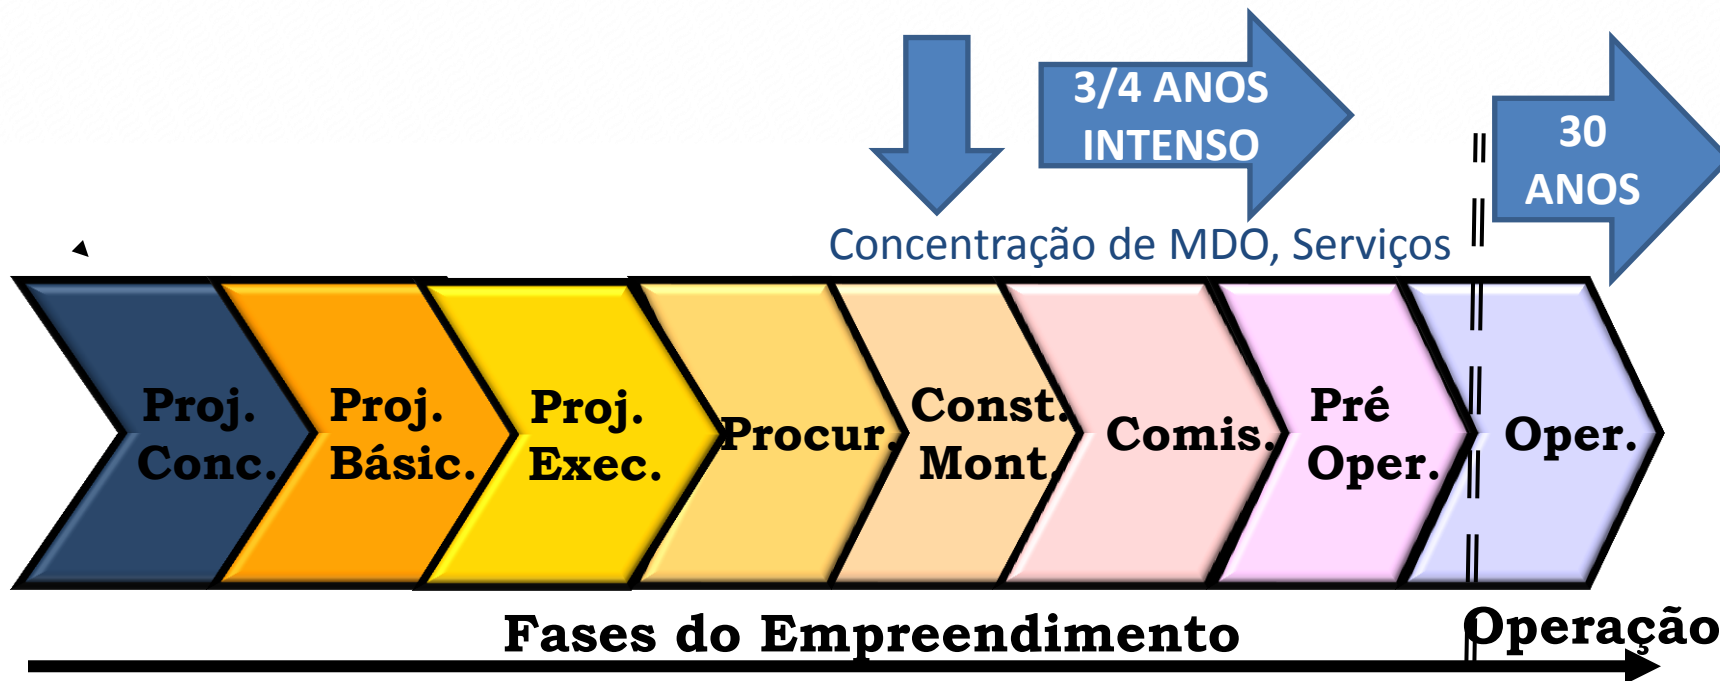 3/4 ANOS
INTENSO
30
ANOS
Concentração de MDO, Serviços
Proj.
Conc.
Proj.
Básic.
Proj.
Exec.
Procur.
Const.
Mont.
Comis.
Pré
Oper.
Oper.
Fases do Empreendimento
Operação